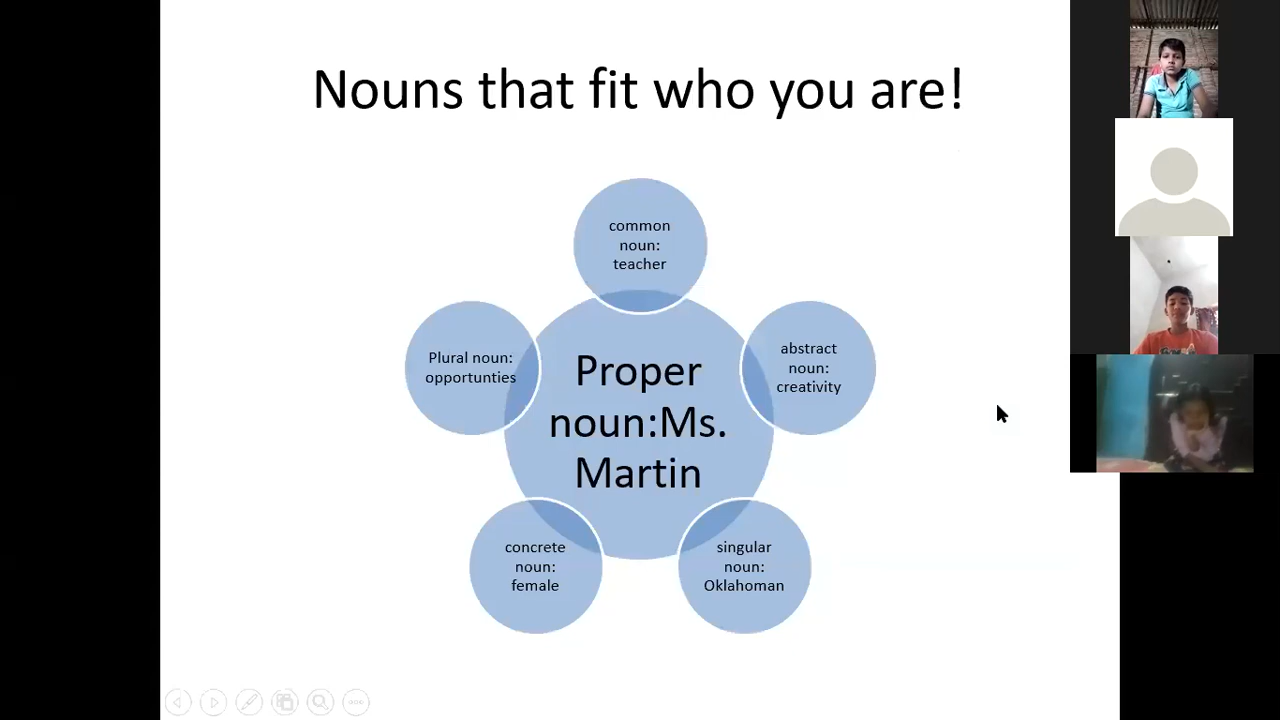 Nouns that fit who you are!
common
noun:
teacher
abstract
noun:
creativity
singular
noun:
Oklahoman
concrete
noun:
female
Plural noun:
opportunties
Proper
noun:Ms.
Martin